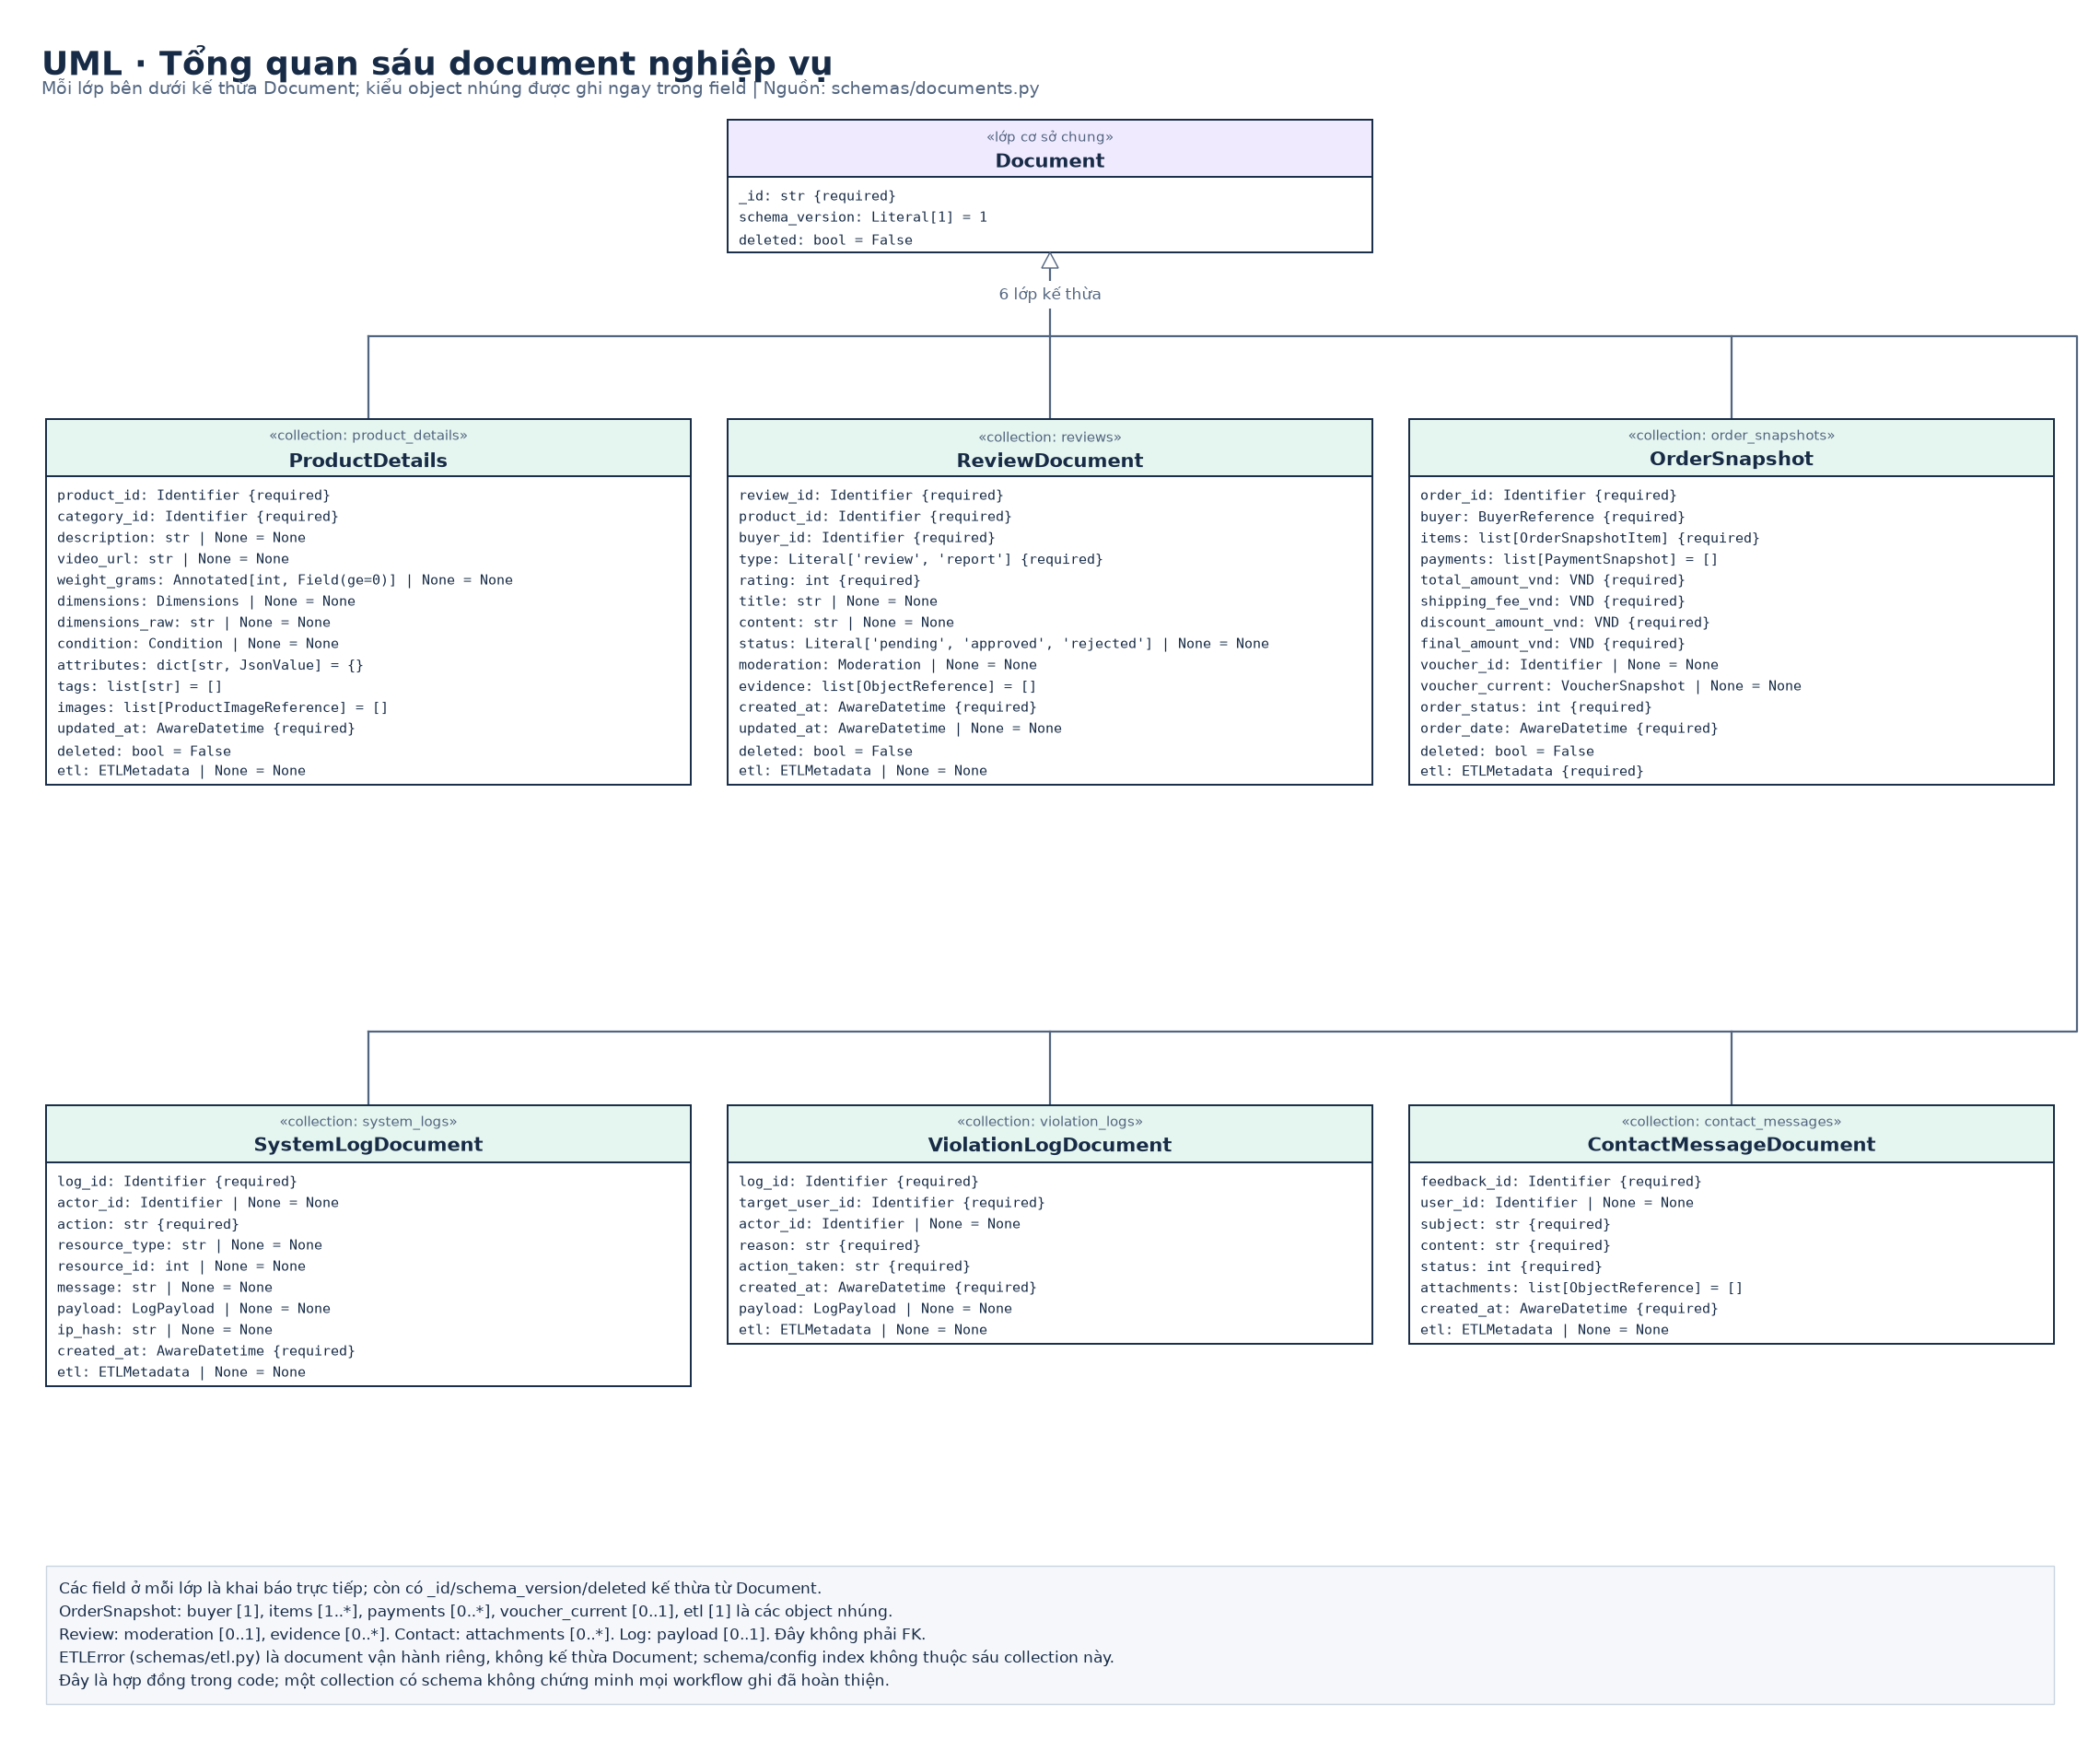 UML · Tổng quan sáu document nghiệp vụ
Mỗi lớp bên dưới kế thừa Document; kiểu object nhúng được ghi ngay trong field | Nguồn: schemas/documents.py
«lớp cơ sở chung»
Document
_id: str {required}
schema_version: Literal[1] = 1
deleted: bool = False
6 lớp kế thừa
«collection: product_details»
ProductDetails
product_id: Identifier {required}
category_id: Identifier {required}
description: str | None = None
video_url: str | None = None
weight_grams: Annotated[int, Field(ge=0)] | None = None
dimensions: Dimensions | None = None
dimensions_raw: str | None = None
condition: Condition | None = None
attributes: dict[str, JsonValue] = {}
tags: list[str] = []
images: list[ProductImageReference] = []
updated_at: AwareDatetime {required}
deleted: bool = False
etl: ETLMetadata | None = None
«collection: reviews»
ReviewDocument
review_id: Identifier {required}
product_id: Identifier {required}
buyer_id: Identifier {required}
type: Literal['review', 'report'] {required}
rating: int {required}
title: str | None = None
content: str | None = None
status: Literal['pending', 'approved', 'rejected'] | None = None
moderation: Moderation | None = None
evidence: list[ObjectReference] = []
created_at: AwareDatetime {required}
updated_at: AwareDatetime | None = None
deleted: bool = False
etl: ETLMetadata | None = None
«collection: order_snapshots»
OrderSnapshot
order_id: Identifier {required}
buyer: BuyerReference {required}
items: list[OrderSnapshotItem] {required}
payments: list[PaymentSnapshot] = []
total_amount_vnd: VND {required}
shipping_fee_vnd: VND {required}
discount_amount_vnd: VND {required}
final_amount_vnd: VND {required}
voucher_id: Identifier | None = None
voucher_current: VoucherSnapshot | None = None
order_status: int {required}
order_date: AwareDatetime {required}
deleted: bool = False
etl: ETLMetadata {required}
«collection: system_logs»
SystemLogDocument
log_id: Identifier {required}
actor_id: Identifier | None = None
action: str {required}
resource_type: str | None = None
resource_id: int | None = None
message: str | None = None
payload: LogPayload | None = None
ip_hash: str | None = None
created_at: AwareDatetime {required}
etl: ETLMetadata | None = None
«collection: violation_logs»
ViolationLogDocument
log_id: Identifier {required}
target_user_id: Identifier {required}
actor_id: Identifier | None = None
reason: str {required}
action_taken: str {required}
created_at: AwareDatetime {required}
payload: LogPayload | None = None
etl: ETLMetadata | None = None
«collection: contact_messages»
ContactMessageDocument
feedback_id: Identifier {required}
user_id: Identifier | None = None
subject: str {required}
content: str {required}
status: int {required}
attachments: list[ObjectReference] = []
created_at: AwareDatetime {required}
etl: ETLMetadata | None = None
Các field ở mỗi lớp là khai báo trực tiếp; còn có _id/schema_version/deleted kế thừa từ Document.
OrderSnapshot: buyer [1], items [1..*], payments [0..*], voucher_current [0..1], etl [1] là các object nhúng.
Review: moderation [0..1], evidence [0..*]. Contact: attachments [0..*]. Log: payload [0..1]. Đây không phải FK.
ETLError (schemas/etl.py) là document vận hành riêng, không kế thừa Document; schema/config index không thuộc sáu collection này.
Đây là hợp đồng trong code; một collection có schema không chứng minh mọi workflow ghi đã hoàn thiện.